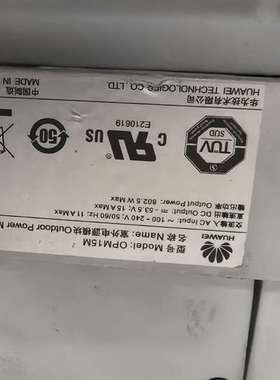 HUAWEI
型号 Model: OPM15M
名称 Name: 室外电源模块 Outdoor Power
交流输入 AC Input: ~ 100 - 240 V; 50/60 Hz; 11 A Max
直流输出 DC Output: ⎓ -53.5V; 15 A Max
输出功率 Output Power: 802.5 W Max
TÜV
SUD
C US
50
E210619
华为技术有限公司 中国制造
HUAWEI TECHNOLOGIES CO., LTD. MADE IN